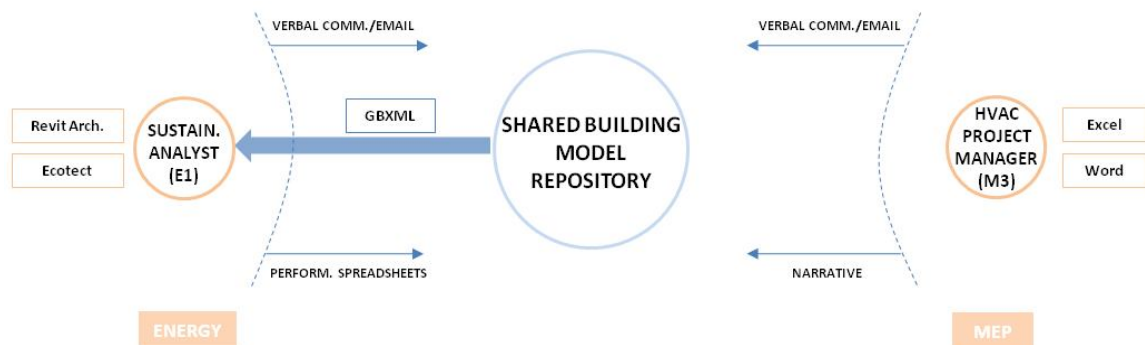 VERBAL COMM./EMAIL
VERBAL COMM./EMAIL
Revit Arch.
Ecotect
SUSTAIN.
ANALYST
(E1)
GBXML
SHARED BUILDING
MODEL
REPOSITORY
HVAC
PROJECT
MANAGER
(M3)
Excel
Word
PERFORM. SPREADSHEETS
NARRATIVE
ENERGY
MEP